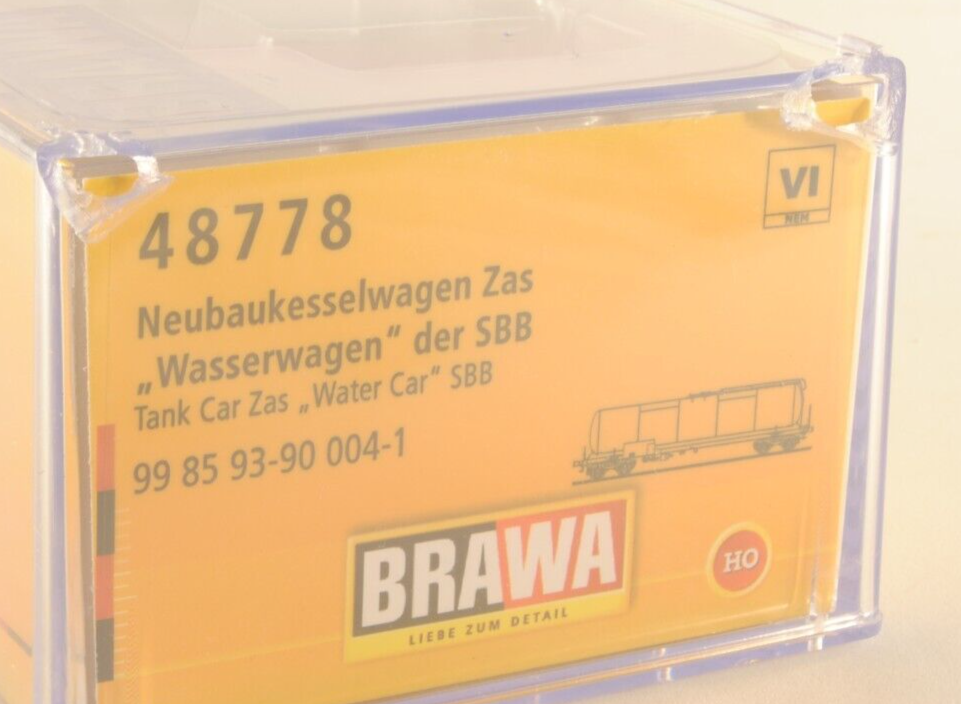 48778
VI
NEM
Neubaukesselwagen Zas
„Wasserwagen“ der SBB
Tank Car Zas „Water Car“ SBB
99 85 93-90 004-1
BRAWA
LIEBE ZUM DETAIL
HO